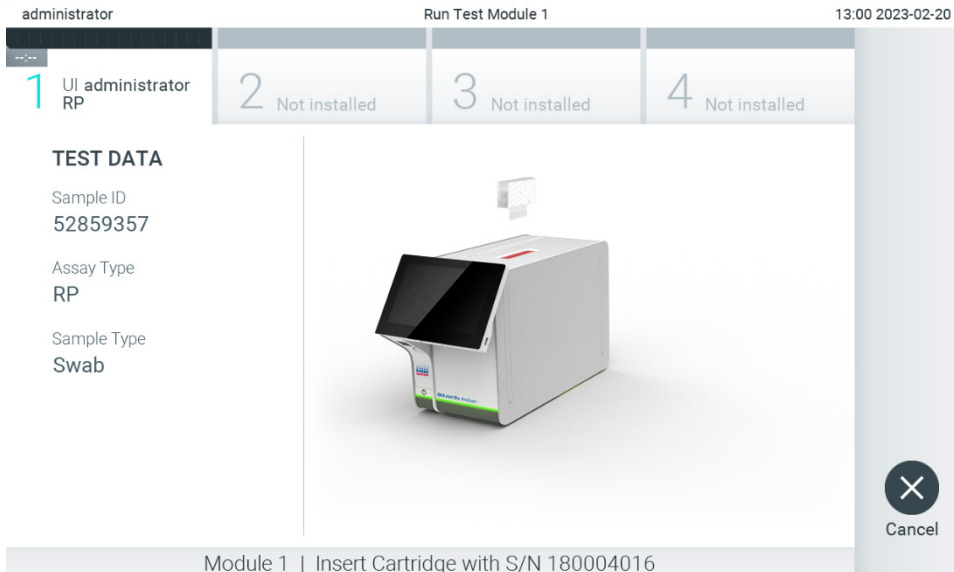 administrator
Run Test Module 1
13:00 2023-02-20
--:--
1
UI administrator
RP
2 Not installed
3 Not installed
4 Not installed
TEST DATA
Sample ID
52859357
Assay Type
RP
Sample Type
Swab
Cancel
Module 1 | Insert Cartridge with S/N 180004016